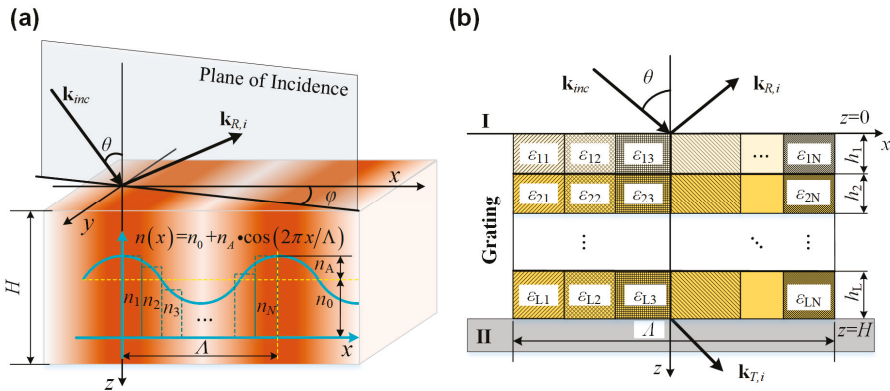 (a)
Plane of Incidence
k_inc
θ
k_R,i
x
φ
y
n(x)=n_0+n_A•cos(2πx/Λ)
n_A
n_0
n_1
n_2
n_3
...
n_N
H
Λ
x
z
(b)
θ
k_inc
k_R,i
I
z=0
x
ε_11 ε_12 ε_13 ... ε_1N h_1
ε_21 ε_22 ε_23 ε_2N h_2
Grating
⋮ ⋱ ⋮
ε_L1 ε_L2 ε_L3 ε_LN h_L
II
Λ
z=H
z
k_T,i